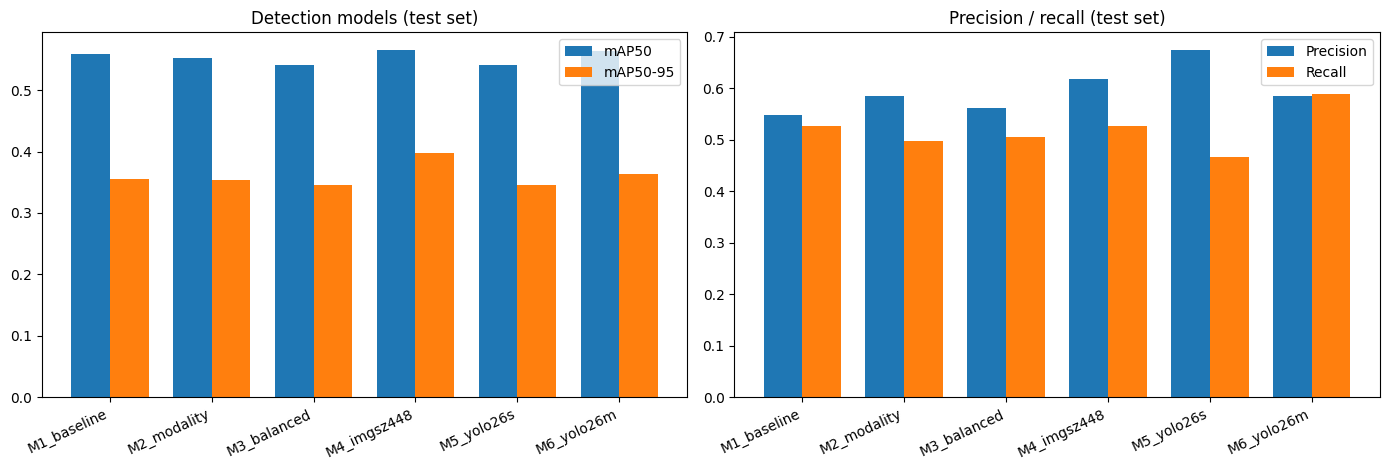 Detection models (test set)
mAP50
mAP50-95
0.5
0.4
0.3
0.2
0.1
0.0
M1_baseline
M2_modality
M3_balanced
M4_imgsz448
M5_yolo26s
M6_yolo26m
Precision / recall (test set)
Precision
Recall
0.7
0.6
0.5
0.4
0.3
0.2
0.1
0.0
M1_baseline
M2_modality
M3_balanced
M4_imgsz448
M5_yolo26s
M6_yolo26m